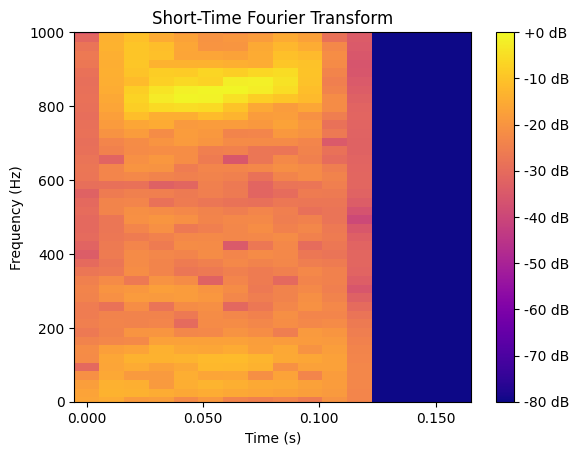 Short-Time Fourier Transform
1000
800
600
400
200
0
Frequency (Hz)
0.000
0.050
0.100
0.150
Time (s)
+0 dB
-10 dB
-20 dB
-30 dB
-40 dB
-50 dB
-60 dB
-70 dB
-80 dB